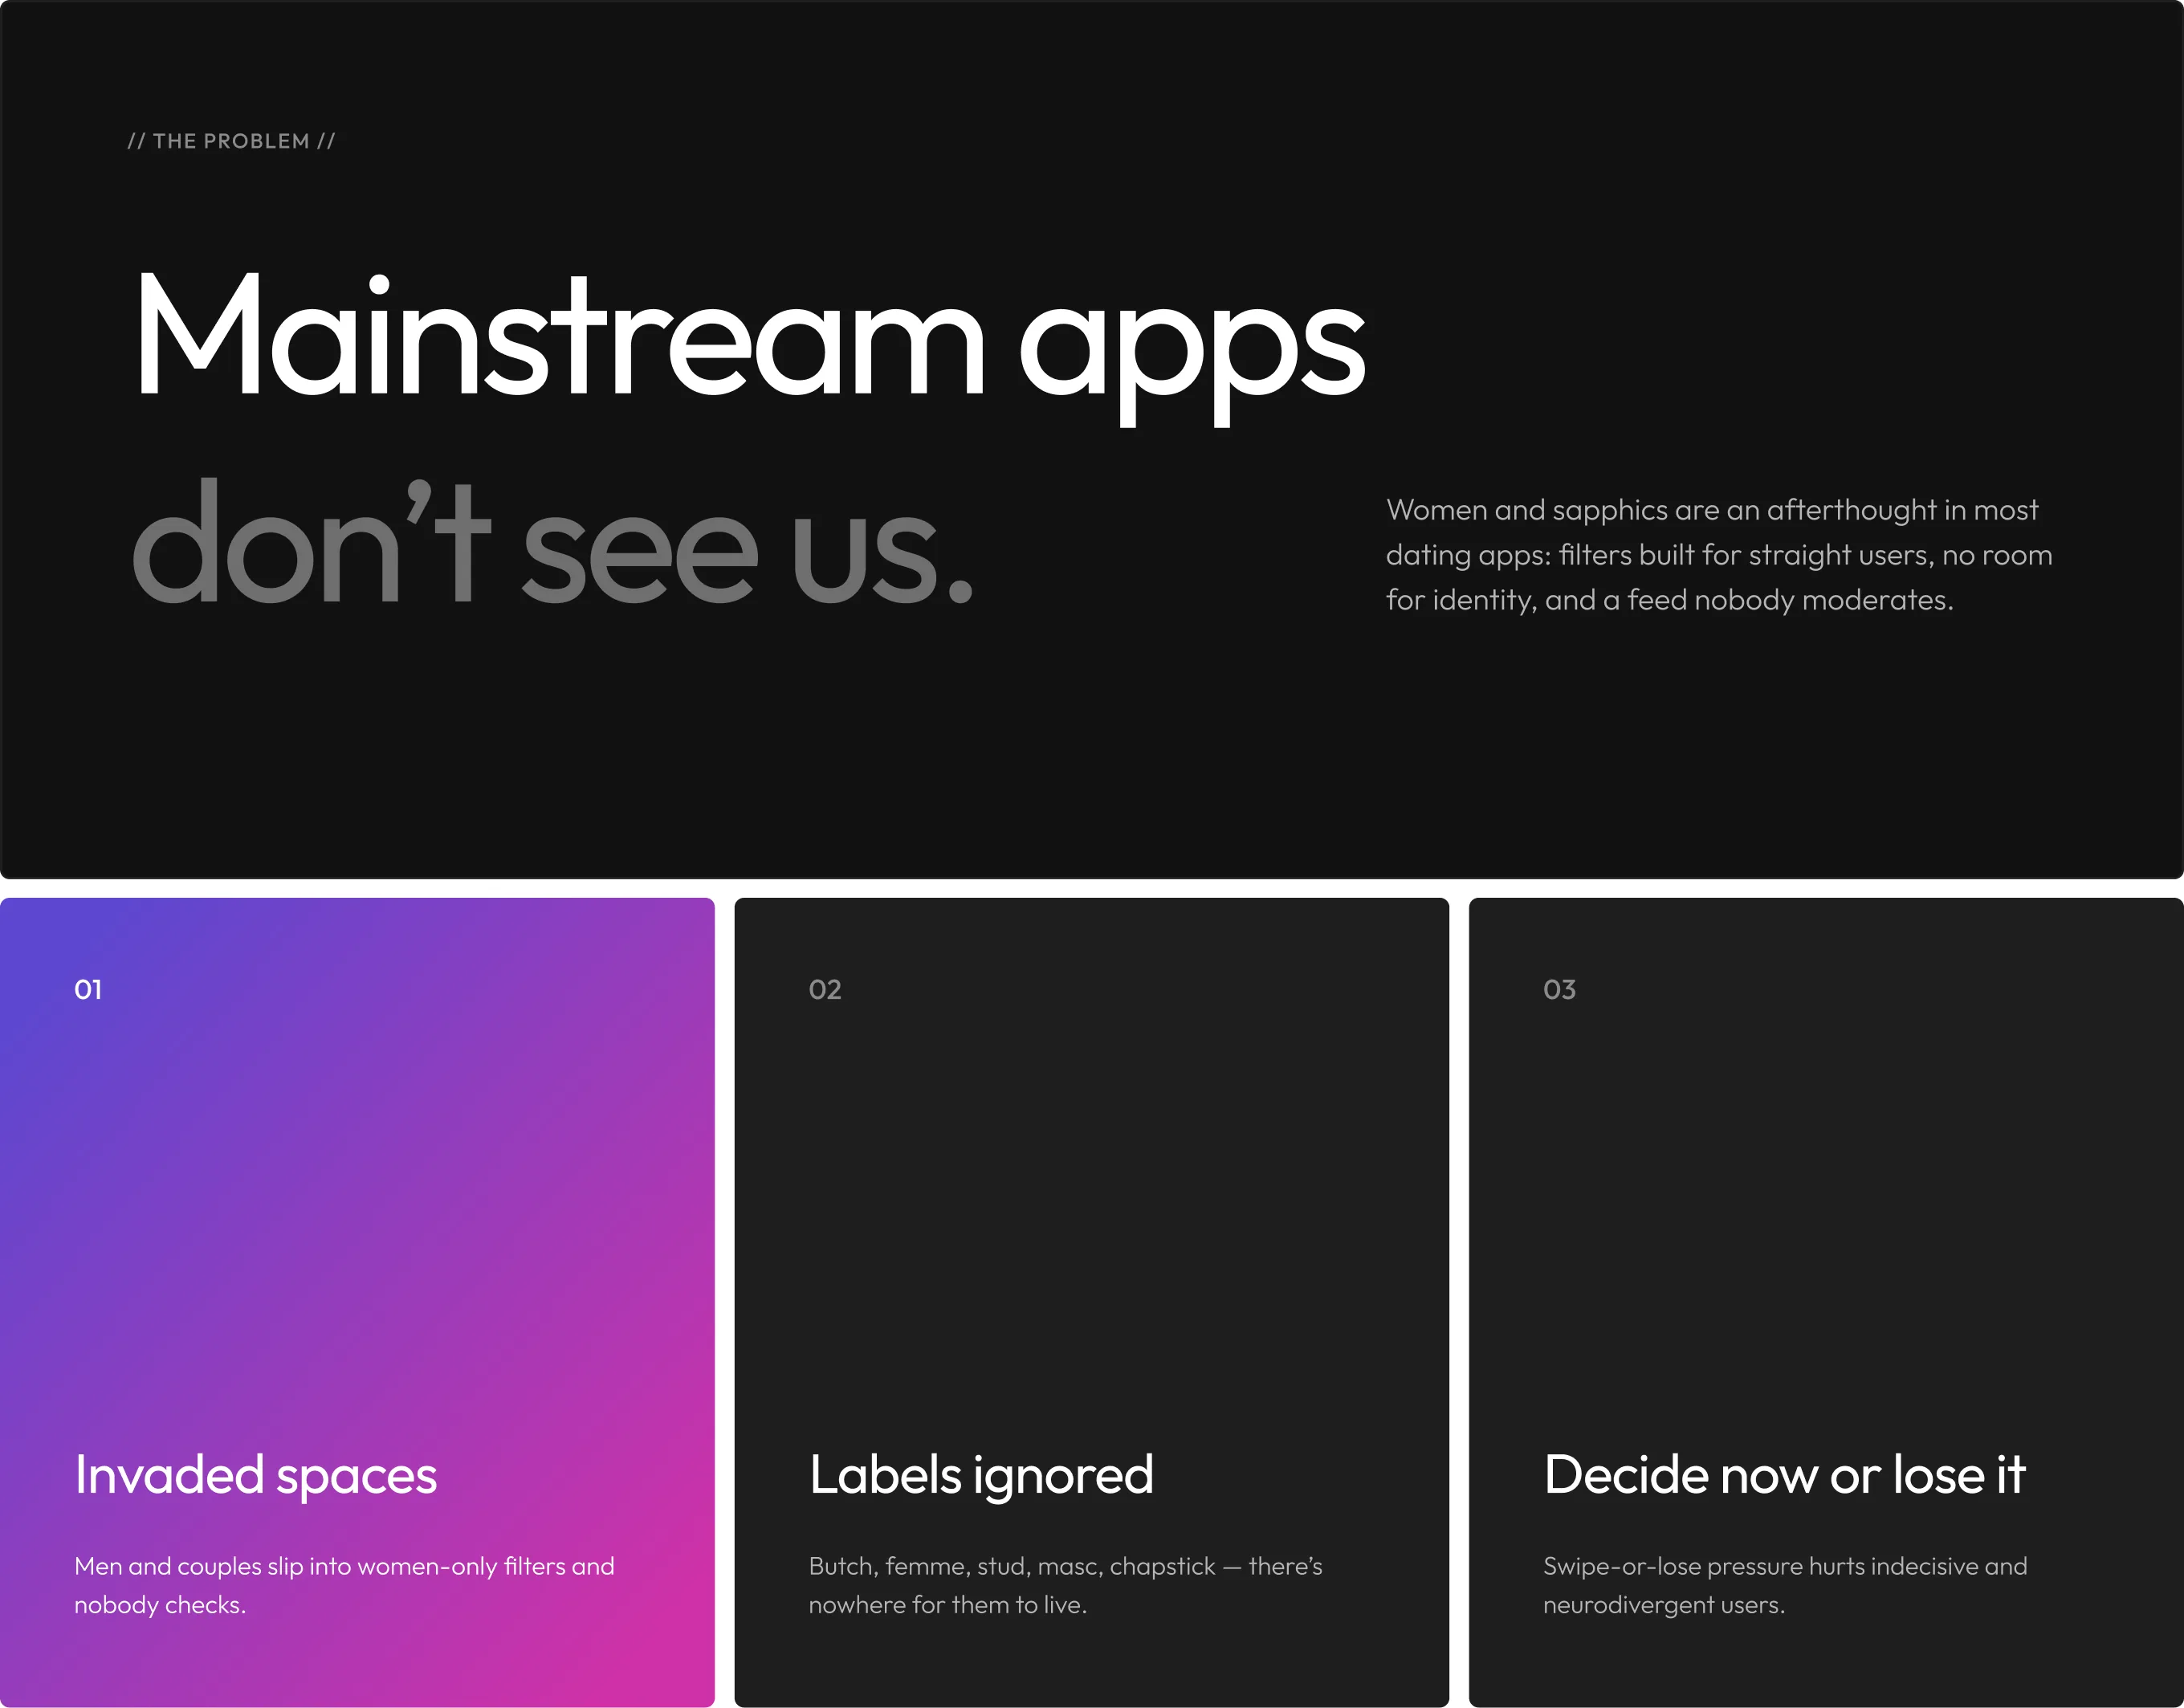 // THE PROBLEM //
Mainstream apps
don’t see us.
Women and sapphics are an afterthought in most
dating apps: filters built for straight users, no room
for identity, and a feed nobody moderates.
01
Invaded spaces
Men and couples slip into women-only filters and
nobody checks.
02
Labels ignored
Butch, femme, stud, masc, chapstick — there’s
nowhere for them to live.
03
Decide now or lose it
Swipe-or-lose pressure hurts indecisive and
neurodivergent users.